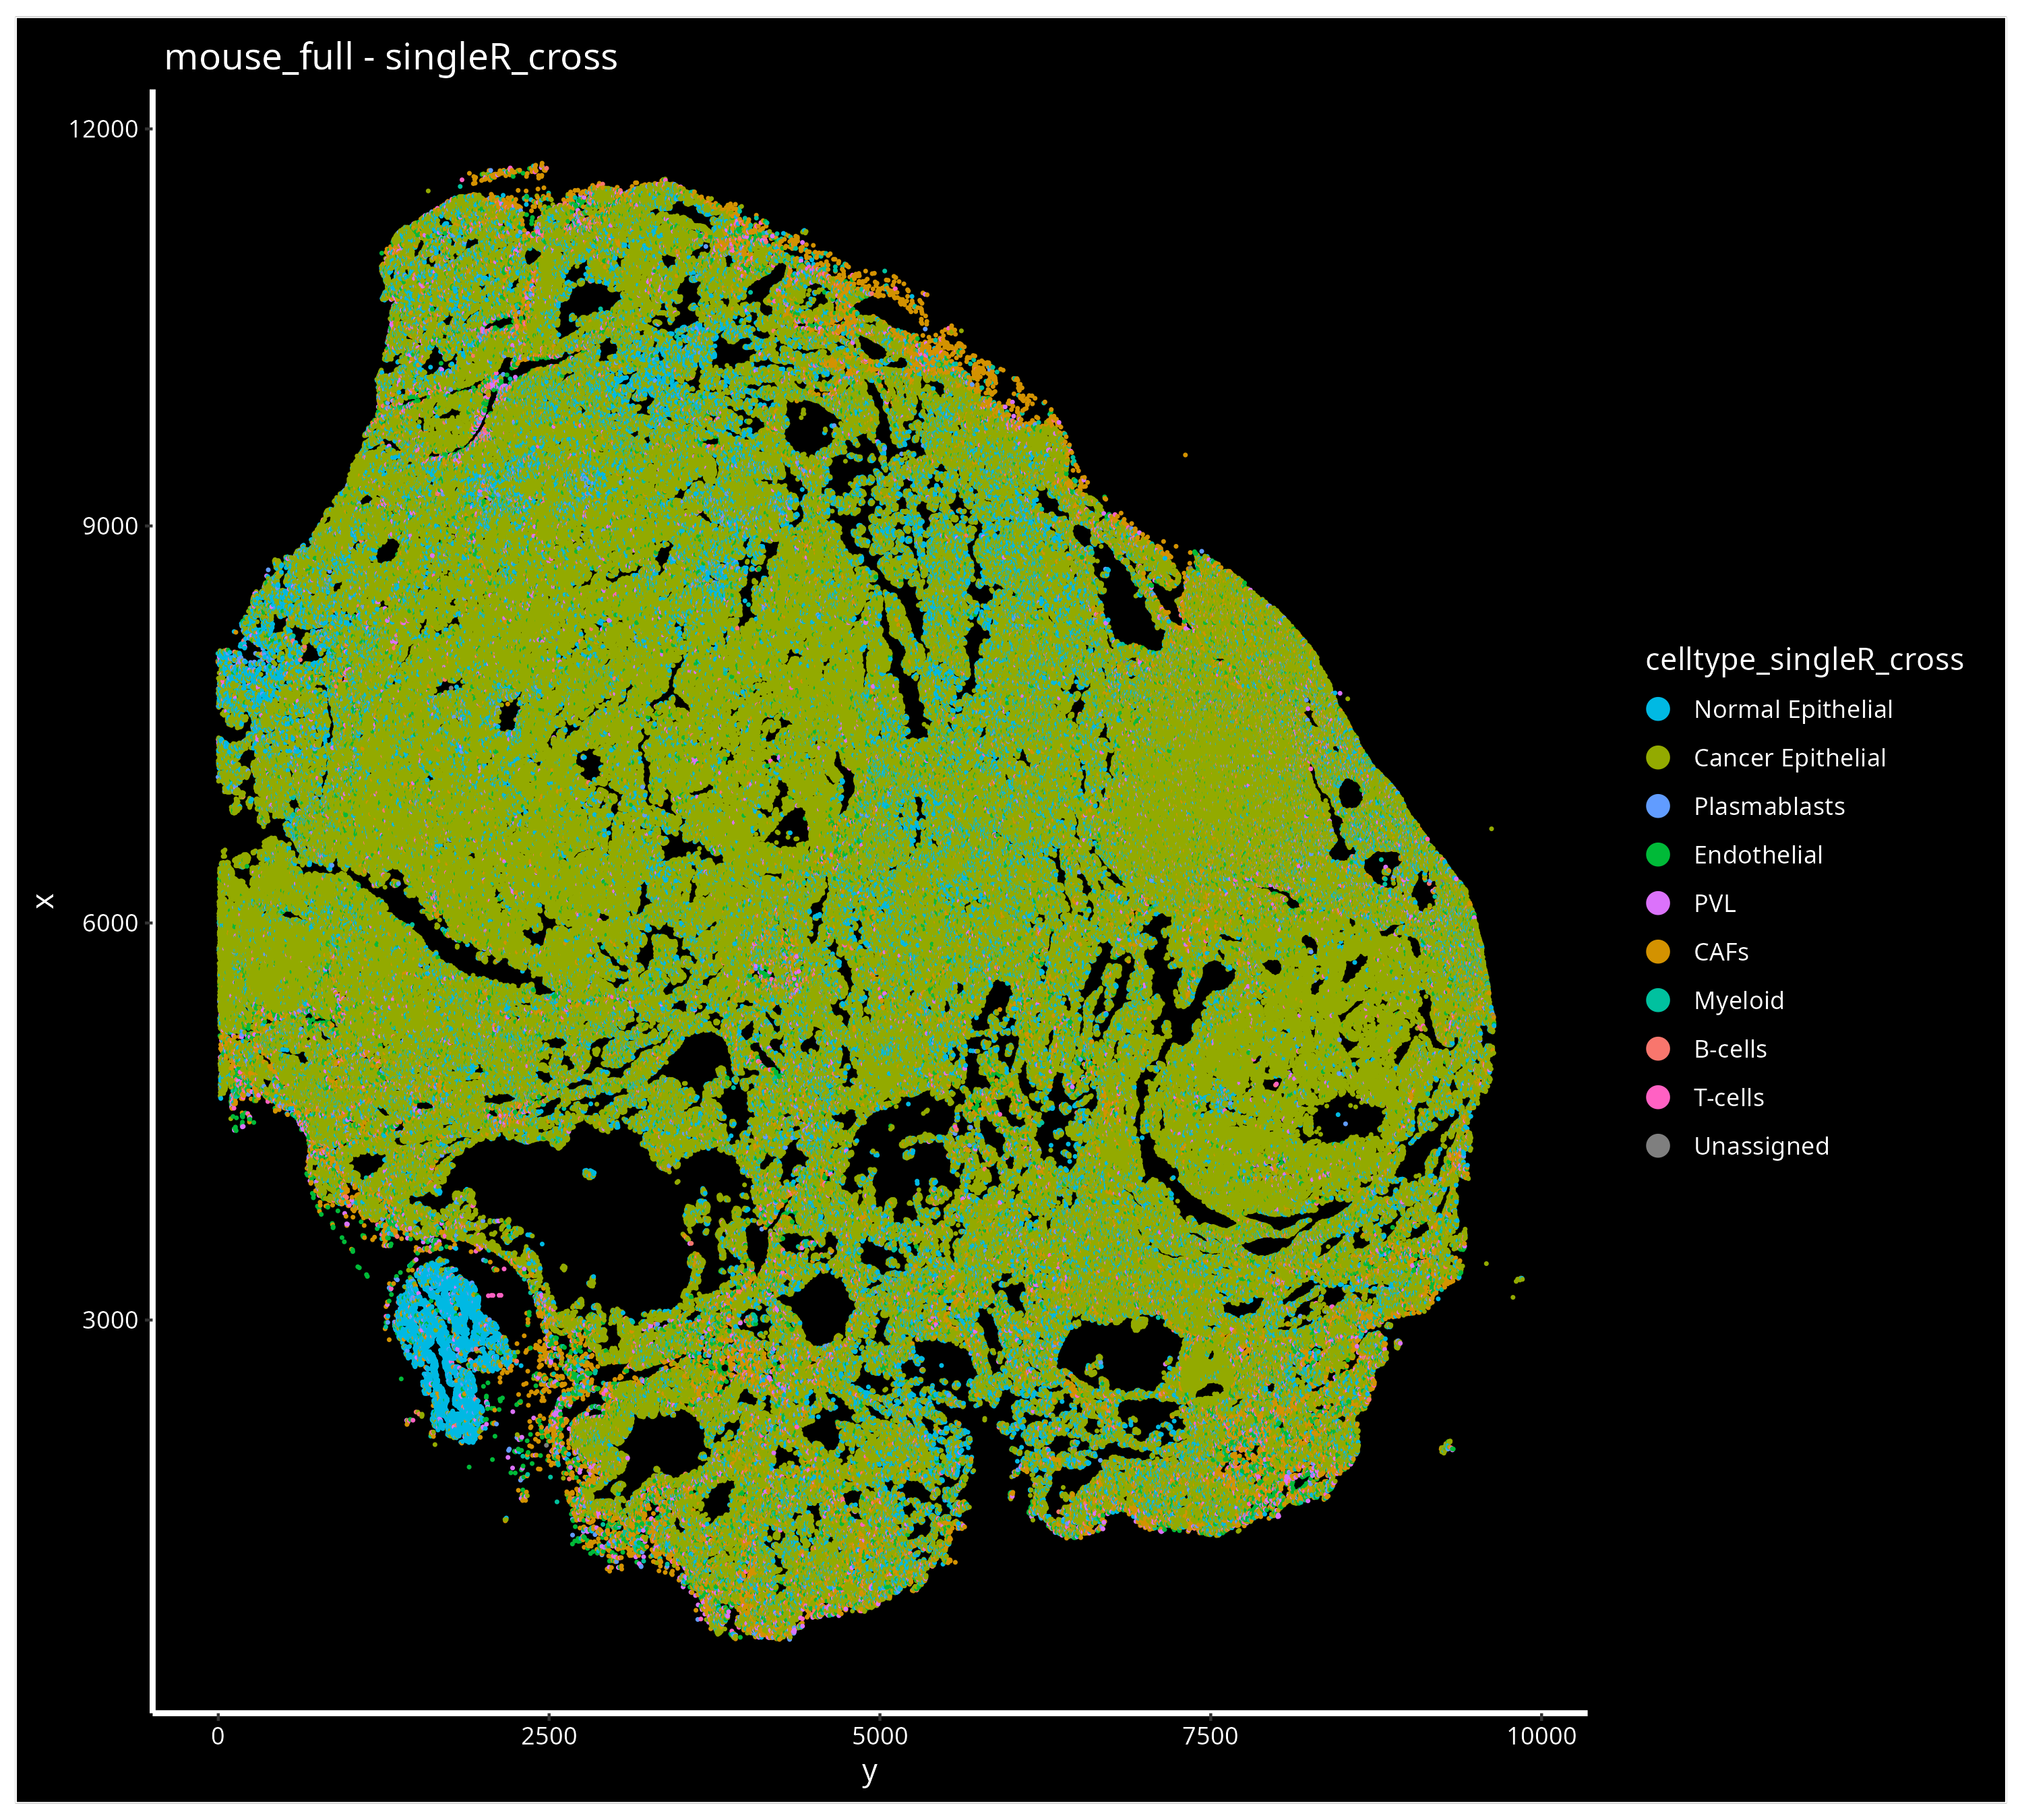 mouse_full - singleR_cross
12000
9000
6000
3000
x
0 2500 5000 7500 10000
y
celltype_singleR_cross
Normal Epithelial
Cancer Epithelial
Plasmablasts
Endothelial
PVL
CAFs
Myeloid
B-cells
T-cells
Unassigned